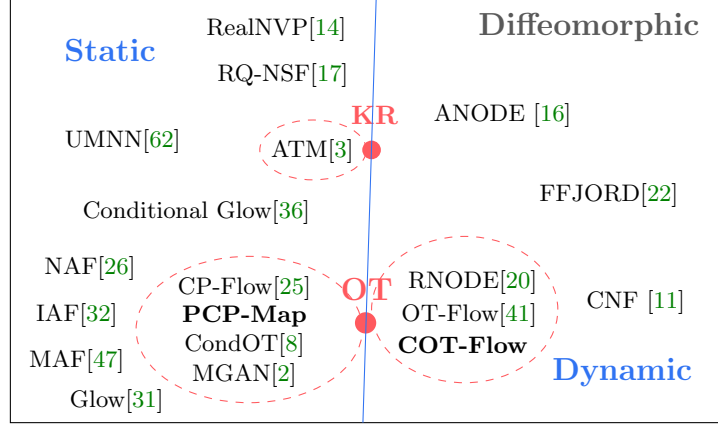 RealNVP[14]
Diffeomorphic
Static
RQ-NSF[17]
KR
ANODE [16]
UMNN[62]
ATM[3]
FFJORD[22]
Conditional Glow[36]
NAF[26]
CP-Flow[25]
OT
RNODE[20]
IAF[32]
PCP-Map
OT-Flow[41]
CNF [11]
CondOT[8]
COT-Flow
MAF[47]
MGAN[2]
Dynamic
Glow[31]